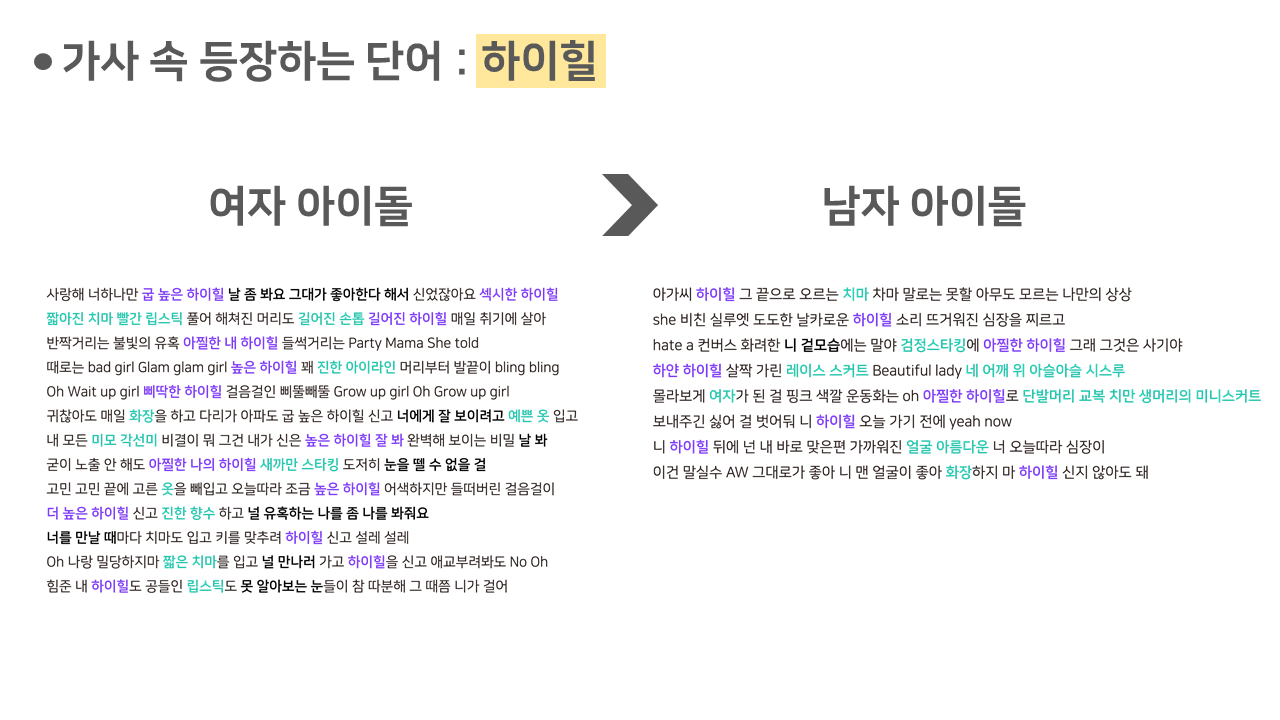 ● 가사 속 등장하는 단어 : 하이힐
여자 아이돌
남자 아이돌
사랑해 너하나만 굽 높은 하이힐 날 좀 봐요 그대가 좋아한다 해서 신었잖아요 섹시한 하이힐
짧아진 치마 빨간 립스틱 풀어 해쳐진 머리도 길어진 손톱 길어진 하이힐 매일 취기에 살아
반짝거리는 불빛의 유혹 아찔한 내 하이힐 들썩거리는 Party Mama She told
때로는 bad girl Glam glam girl 높은 하이힐 꽤 진한 아이라인 머리부터 발끝이 bling bling
Oh Wait up girl 삐딱한 하이힐 걸음걸인 삐뚤빼뚤 Grow up girl Oh Grow up girl
귀찮아도 매일 화장을 하고 다리가 아파도 굽 높은 하이힐 신고 너에게 잘 보이려고 예쁜 옷 입고
내 모든 미모 각선미 비결이 뭐 그건 내가 신은 높은 하이힐 잘 봐 완벽해 보이는 비밀 날 봐
굳이 노출 안 해도 아찔한 나의 하이힐 새까만 스타킹 도저히 눈을 뗄 수 없을 걸
고민 고민 끝에 고른 옷을 빼입고 오늘따라 조금 높은 하이힐 어색하지만 들떠버린 걸음걸이
더 높은 하이힐 신고 진한 향수 하고 널 유혹하는 나를 좀 나를 봐줘요
너를 만날 때마다 치마도 입고 키를 맞추려 하이힐 신고 설레 설레
Oh 나랑 밀당하지마 짧은 치마를 입고 널 만나러 가고 하이힐을 신고 애교부려봐도 No Oh
힘준 내 하이힐도 공들인 립스틱도 못 알아보는 눈들이 참 따분해 그 때쯤 니가 걸어
아가씨 하이힐 그 끝으로 오르는 치마 차마 말로는 못할 아무도 모르는 나만의 상상
she 비친 실루엣 도도한 날카로운 하이힐 소리 뜨거워진 심장을 찌르고
hate a 컨버스 화려한 니 겉모습에는 말야 검정스타킹에 아찔한 하이힐 그래 그것은 사기야
하얀 하이힐 살짝 가린 레이스 스커트 Beautiful lady 네 어깨 위 아슬아슬 시스루
몰라보게 여자가 된 걸 핑크 색깔 운동화는 oh 아찔한 하이힐로 단발머리 교복 치만 생머리의 미니스커트
보내주긴 싫어 걸 벗어둬 니 하이힐 오늘 가기 전에 yeah now
니 하이힐 뒤에 넌 내 바로 맞은편 가까워진 얼굴 아름다운 너 오늘따라 심장이
이건 말실수 AW 그대로가 좋아 니 맨 얼굴이 좋아 화장하지 마 하이힐 신지 않아도 돼